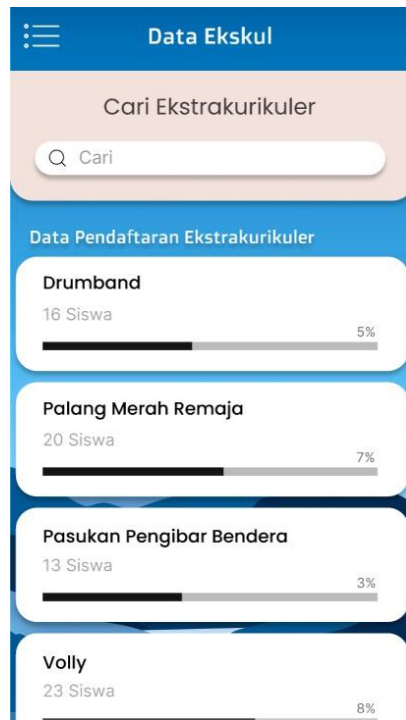 Data Ekskul
Cari Ekstrakurikuler
Cari
Data Pendaftaran Ekstrakurikuler
Drumband
16 Siswa
5%
Palang Merah Remaja
20 Siswa
7%
Pasukan Pengibar Bendera
13 Siswa
3%
Volly
23 Siswa
8%